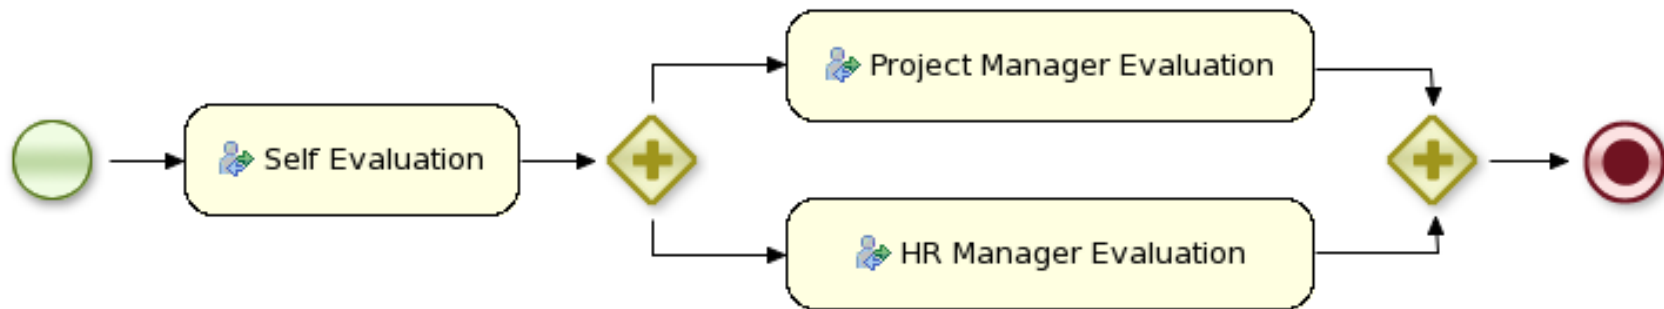 Project Manager Evaluation
Self Evaluation
HR Manager Evaluation